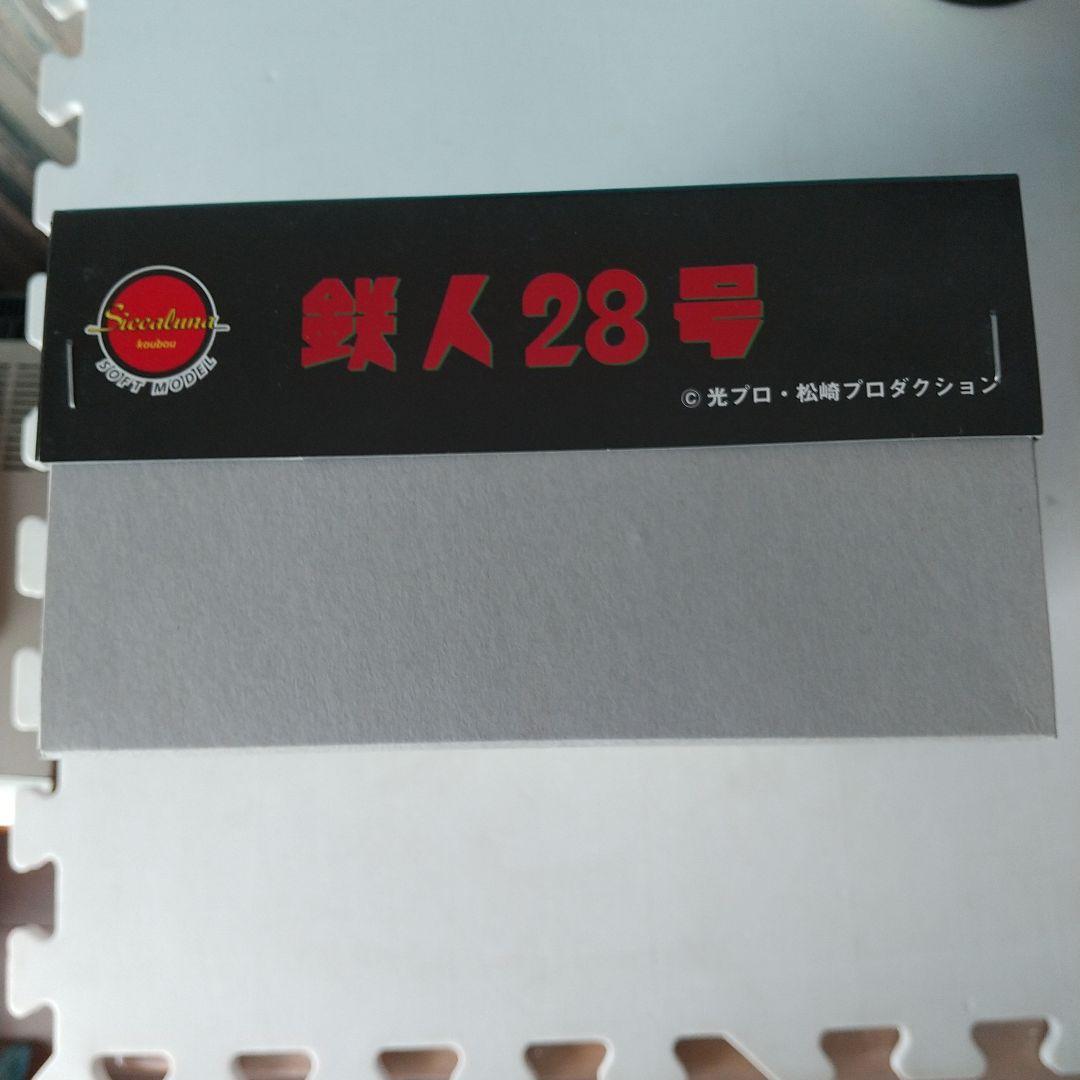 Siccaluna
koubou
SOFT MODEL
鉄人28号
© 光プロ・松崎プロダクション